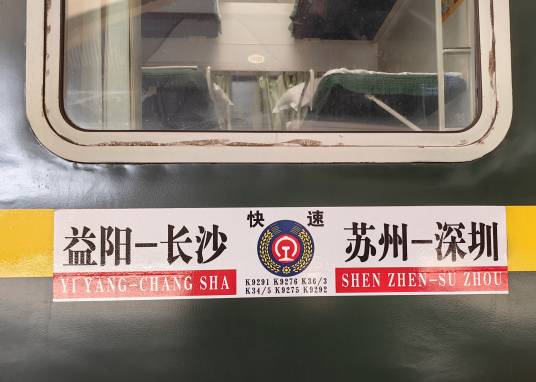 益阳-长沙
YI YANG-CHANG SHA
快速
K9291 K9276 K36/3
K34/5 K9275 K9292
苏州-深圳
SHEN ZHEN-SU ZHOU